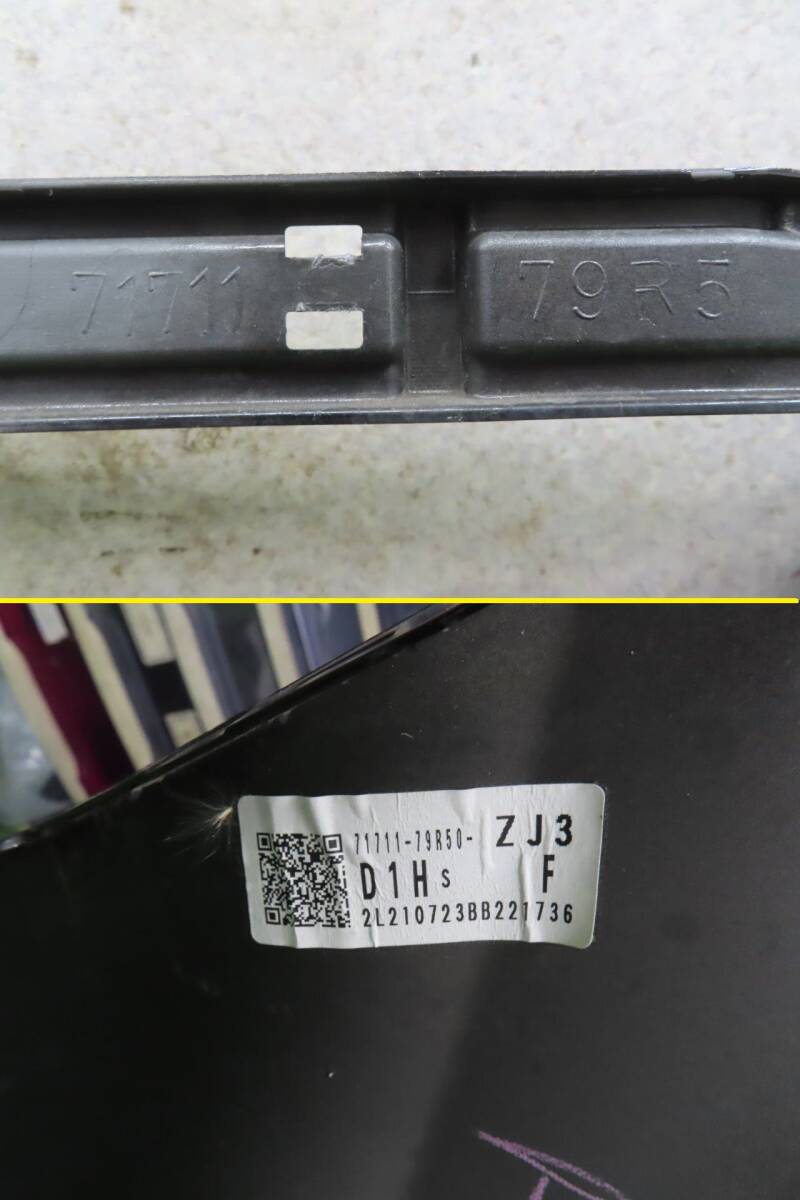 71711 79R5
71711-79R50- ZJ3
D1H S F
2L210723BB221736